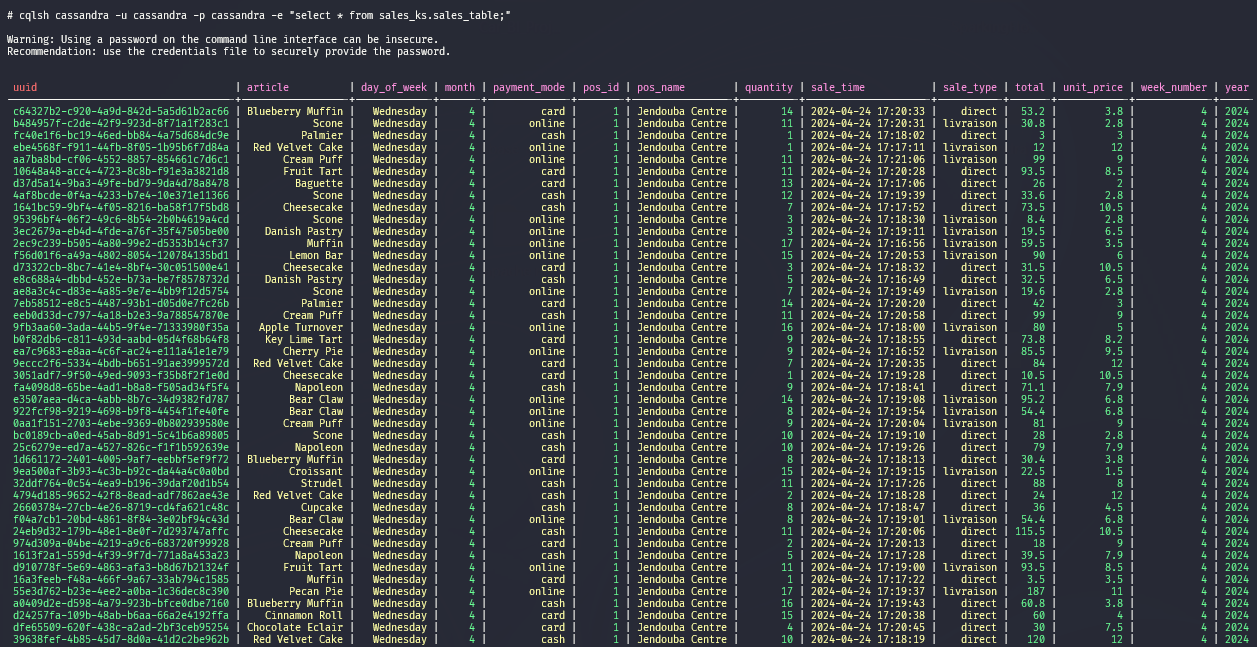 # cqlsh cassandra -u cassandra -p cassandra -e "select * from sales_ks.sales_table;"
Warning: Using a password on the command line interface can be insecure.
Recommendation: use the credentials file to securely provide the password.
uuid | article | day_of_week | month | payment_mode | pos_id | pos_name | quantity | sale_time | sale_type | total | unit_price | week_number | year
c64327b2-c920-4a9d-842d-5a5d61b2ac66 | Blueberry Muffin | Wednesday | 4 | card | 1 | Jendouba Centre | 14 | 2024-04-24 17:20:33 | direct | 53.2 | 3.8 | 4 | 2024
b484957f-c2de-42f9-923d-8f71a1f283c1 | Scone | Wednesday | 4 | online | 1 | Jendouba Centre | 11 | 2024-04-24 17:20:31 | livraison | 30.8 | 2.8 | 4 | 2024
fc40e1f6-bc19-46ed-bb84-4a75d684dc9e | Palmier | Wednesday | 4 | cash | 1 | Jendouba Centre | 1 | 2024-04-24 17:18:02 | direct | 3 | 3 | 4 | 2024
ebe4568f-f911-44fb-8f05-1b95b6f7d84a | Red Velvet Cake | Wednesday | 4 | online | 1 | Jendouba Centre | 1 | 2024-04-24 17:17:11 | livraison | 12 | 12 | 4 | 2024
aa7ba8bd-cf06-4552-8857-854661c7d6c1 | Cream Puff | Wednesday | 4 | online | 1 | Jendouba Centre | 11 | 2024-04-24 17:21:06 | livraison | 99 | 9 | 4 | 2024
10648a48-acc4-4723-8c8b-f91e3a3821d8 | Fruit Tart | Wednesday | 4 | card | 1 | Jendouba Centre | 11 | 2024-04-24 17:20:28 | direct | 93.5 | 8.5 | 4 | 2024
d37d5a14-9ba3-49fe-bd79-9da4d78a8478 | Baguette | Wednesday | 4 | card | 1 | Jendouba Centre | 13 | 2024-04-24 17:17:06 | direct | 26 | 2 | 4 | 2024
4af8bcde-0f4a-4233-b7e4-10e371e11366 | Scone | Wednesday | 4 | cash | 1 | Jendouba Centre | 12 | 2024-04-24 17:19:39 | direct | 33.6 | 2.8 | 4 | 2024
1641bc59-9bf4-4f05-8216-ba58f17f5bd8 | Cheesecake | Wednesday | 4 | cash | 1 | Jendouba Centre | 7 | 2024-04-24 17:17:52 | direct | 73.5 | 10.5 | 4 | 2024
95396bf4-06f2-49c6-8b54-2b0b4619a4cd | Scone | Wednesday | 4 | online | 1 | Jendouba Centre | 3 | 2024-04-24 17:18:30 | livraison | 8.4 | 2.8 | 4 | 2024
3ec2679a-eb4d-4fde-a76f-35f47505be00 | Danish Pastry | Wednesday | 4 | online | 1 | Jendouba Centre | 3 | 2024-04-24 17:19:11 | livraison | 19.5 | 6.5 | 4 | 2024
2ec9c239-b505-4a80-99e2-d5353b14cf37 | Muffin | Wednesday | 4 | online | 1 | Jendouba Centre | 17 | 2024-04-24 17:16:56 | livraison | 59.5 | 3.5 | 4 | 2024
f56d01f6-a49a-4802-8054-120784135bd1 | Lemon Bar | Wednesday | 4 | online | 1 | Jendouba Centre | 15 | 2024-04-24 17:20:53 | livraison | 90 | 6 | 4 | 2024
d73322cb-8bc7-41e4-8bf4-30c051500e41 | Cheesecake | Wednesday | 4 | card | 1 | Jendouba Centre | 3 | 2024-04-24 17:18:32 | direct | 31.5 | 10.5 | 4 | 2024
e8c688a4-dbbd-452e-b73a-be7f8578732d | Danish Pastry | Wednesday | 4 | cash | 1 | Jendouba Centre | 5 | 2024-04-24 17:16:49 | direct | 32.5 | 6.5 | 4 | 2024
ae8a3c4c-d83e-4a85-9e7e-4bb9f12d5754 | Scone | Wednesday | 4 | online | 1 | Jendouba Centre | 7 | 2024-04-24 17:19:49 | livraison | 19.6 | 2.8 | 4 | 2024
7eb58512-e8c5-4487-93b1-d05d0e7fc26b | Palmier | Wednesday | 4 | card | 1 | Jendouba Centre | 14 | 2024-04-24 17:20:20 | direct | 42 | 3 | 4 | 2024
eeb0d33d-c797-4a18-b2e3-9a788547870e | Cream Puff | Wednesday | 4 | cash | 1 | Jendouba Centre | 11 | 2024-04-24 17:20:58 | direct | 99 | 9 | 4 | 2024
9fb3aa60-3ada-44b5-9f4e-71333980f35a | Apple Turnover | Wednesday | 4 | online | 1 | Jendouba Centre | 16 | 2024-04-24 17:18:00 | livraison | 80 | 5 | 4 | 2024
b0f82db6-c811-493d-aabd-05d4f68b64f8 | Key Lime Tart | Wednesday | 4 | card | 1 | Jendouba Centre | 9 | 2024-04-24 17:18:55 | direct | 73.8 | 8.2 | 4 | 2024
ea7c9683-e8aa-4c6f-ac24-e111a41e1e79 | Cherry Pie | Wednesday | 4 | online | 1 | Jendouba Centre | 9 | 2024-04-24 17:16:52 | livraison | 85.5 | 9.5 | 4 | 2024
9eccc2f6-5334-4bdb-b651-91ae3999572d | Red Velvet Cake | Wednesday | 4 | card | 1 | Jendouba Centre | 7 | 2024-04-24 17:20:35 | direct | 84 | 12 | 4 | 2024
3051adf7-9f50-49ed-9093-f35b8f2f1e0d | Cheesecake | Wednesday | 4 | card | 1 | Jendouba Centre | 1 | 2024-04-24 17:19:28 | direct | 10.5 | 10.5 | 4 | 2024
fa4098d8-65be-4ad1-b8a8-f505ad34f5f4 | Napoleon | Wednesday | 4 | cash | 1 | Jendouba Centre | 9 | 2024-04-24 17:18:41 | direct | 71.1 | 7.9 | 4 | 2024
e3507aea-d4ca-4abb-8b7c-34d9382fd787 | Bear Claw | Wednesday | 4 | online | 1 | Jendouba Centre | 14 | 2024-04-24 17:19:08 | livraison | 95.2 | 6.8 | 4 | 2024
922fcf98-9219-4698-b9f8-4454f1fe40fe | Bear Claw | Wednesday | 4 | online | 1 | Jendouba Centre | 8 | 2024-04-24 17:19:54 | livraison | 54.4 | 6.8 | 4 | 2024
0aa1f151-2703-4ebe-9369-0b802939580e | Cream Puff | Wednesday | 4 | online | 1 | Jendouba Centre | 9 | 2024-04-24 17:20:04 | livraison | 81 | 9 | 4 | 2024
bc0189cb-a0ed-45ab-8d91-5c41b6a89805 | Scone | Wednesday | 4 | cash | 1 | Jendouba Centre | 10 | 2024-04-24 17:19:10 | direct | 28 | 2.8 | 4 | 2024
25c6279e-ed7a-4527-826c-f1f1b592639e | Napoleon | Wednesday | 4 | cash | 1 | Jendouba Centre | 10 | 2024-04-24 17:19:26 | direct | 79 | 7.9 | 4 | 2024
1d661172-2401-4005-9af7-eebbf5ef9f72 | Blueberry Muffin | Wednesday | 4 | cash | 1 | Jendouba Centre | 8 | 2024-04-24 17:18:13 | direct | 30.4 | 3.8 | 4 | 2024
9ea500af-3b93-4c3b-b92c-da44a4c0a0bd | Croissant | Wednesday | 4 | online | 1 | Jendouba Centre | 15 | 2024-04-24 17:19:15 | livraison | 22.5 | 1.5 | 4 | 2024
32ddf764-0c54-4ea9-b196-39daf20d1b54 | Strudel | Wednesday | 4 | cash | 1 | Jendouba Centre | 11 | 2024-04-24 17:17:26 | direct | 88 | 8 | 4 | 2024
4794d185-9652-42f8-8ead-adf7862ae43e | Red Velvet Cake | Wednesday | 4 | cash | 1 | Jendouba Centre | 2 | 2024-04-24 17:18:28 | direct | 24 | 12 | 4 | 2024
26603784-27cb-4e26-8719-cd4fa621c48c | Cupcake | Wednesday | 4 | cash | 1 | Jendouba Centre | 8 | 2024-04-24 17:18:47 | direct | 36 | 4.5 | 4 | 2024
f04a7cb1-20bd-4861-8f84-3e02bf94c43d | Bear Claw | Wednesday | 4 | online | 1 | Jendouba Centre | 8 | 2024-04-24 17:19:01 | livraison | 54.4 | 6.8 | 4 | 2024
24eb9d32-179b-48e1-8e0f-7d293747affc | Cheesecake | Wednesday | 4 | cash | 1 | Jendouba Centre | 11 | 2024-04-24 17:20:06 | direct | 115.5 | 10.5 | 4 | 2024
974d309a-04be-4219-a9c6-683720f99928 | Cream Puff | Wednesday | 4 | card | 1 | Jendouba Centre | 2 | 2024-04-24 17:20:13 | direct | 18 | 9 | 4 | 2024
1613f2a1-559d-4f39-9f7d-771a8a453a23 | Napoleon | Wednesday | 4 | cash | 1 | Jendouba Centre | 5 | 2024-04-24 17:17:28 | direct | 39.5 | 7.9 | 4 | 2024
d910778f-5e69-4863-afa3-b8d67b21324f | Fruit Tart | Wednesday | 4 | online | 1 | Jendouba Centre | 11 | 2024-04-24 17:19:00 | livraison | 93.5 | 8.5 | 4 | 2024
16a3feeb-f48a-466f-9a67-33ab794c1585 | Muffin | Wednesday | 4 | card | 1 | Jendouba Centre | 1 | 2024-04-24 17:17:22 | direct | 3.5 | 3.5 | 4 | 2024
55e3d762-b23e-4ee2-a0ba-1c36dec8c390 | Pecan Pie | Wednesday | 4 | online | 1 | Jendouba Centre | 17 | 2024-04-24 17:19:37 | livraison | 187 | 11 | 4 | 2024
a0409d2e-d598-4a79-923b-bfce0dbe7160 | Blueberry Muffin | Wednesday | 4 | cash | 1 | Jendouba Centre | 16 | 2024-04-24 17:19:43 | direct | 60.8 | 3.8 | 4 | 2024
d24257fa-109b-48ab-b6aa-66a2e4192ffa | Cinnamon Roll | Wednesday | 4 | card | 1 | Jendouba Centre | 15 | 2024-04-24 17:20:38 | direct | 60 | 4 | 4 | 2024
dfe65509-620f-438c-a2ad-2bf3ceb95254 | Chocolate Eclair | Wednesday | 4 | card | 1 | Jendouba Centre | 4 | 2024-04-24 17:20:45 | direct | 30 | 7.5 | 4 | 2024
39638fef-4b85-45d7-8d0a-41d2c2be962b | Red Velvet Cake | Wednesday | 4 | cash | 1 | Jendouba Centre | 10 | 2024-04-24 17:18:19 | direct | 120 | 12 | 4 | 2024